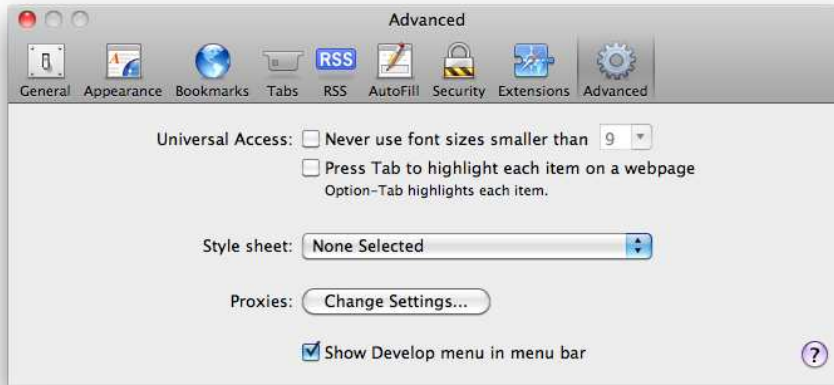 Advanced
RSS
General Appearance Bookmarks Tabs RSS AutoFill Security Extensions Advanced
Universal Access: Never use font sizes smaller than 9
Press Tab to highlight each item on a webpage
Option-Tab highlights each item.
Style sheet: None Selected
Proxies: Change Settings...
Show Develop menu in menu bar
?